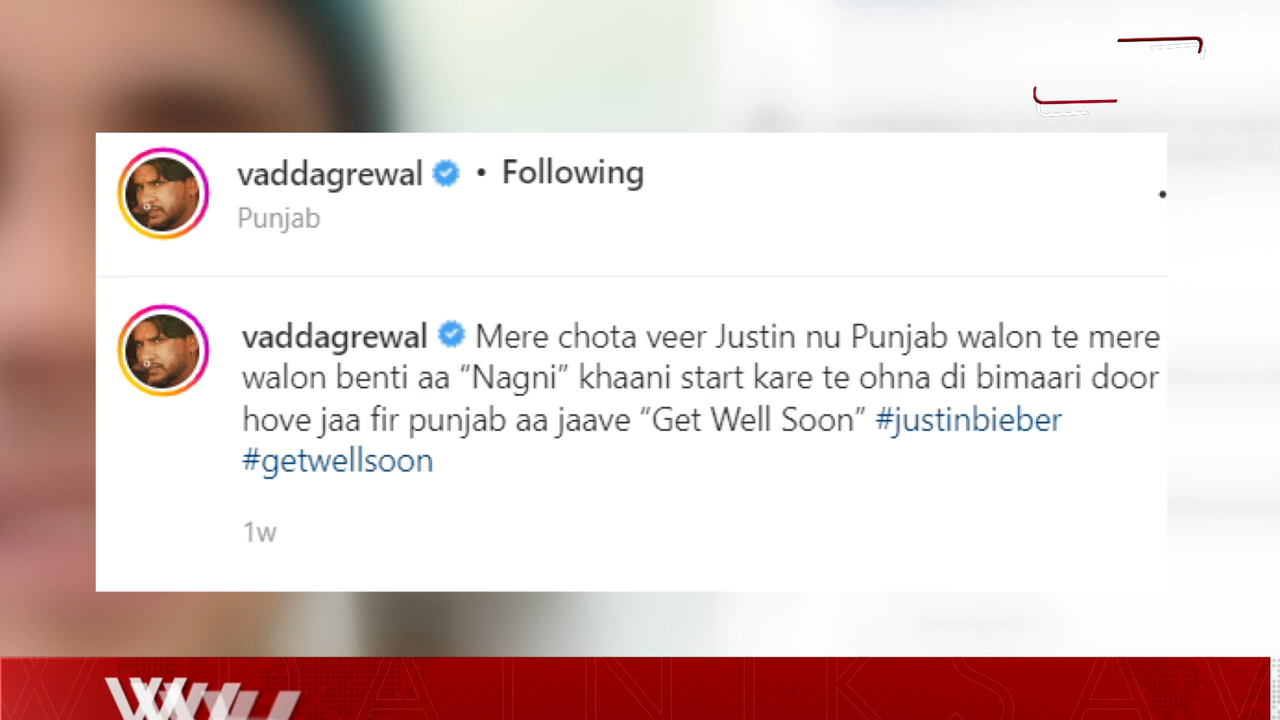 vaddagrewal • Following
Punjab
vaddagrewal Mere chota veer Justin nu Punjab walon te mere
walon benti aa “Nagni” khaani start kare te ohna di bimaari door
hove jaa fir punjab aa jaave “Get Well Soon” #justinbieber
#getwellsoon
1w